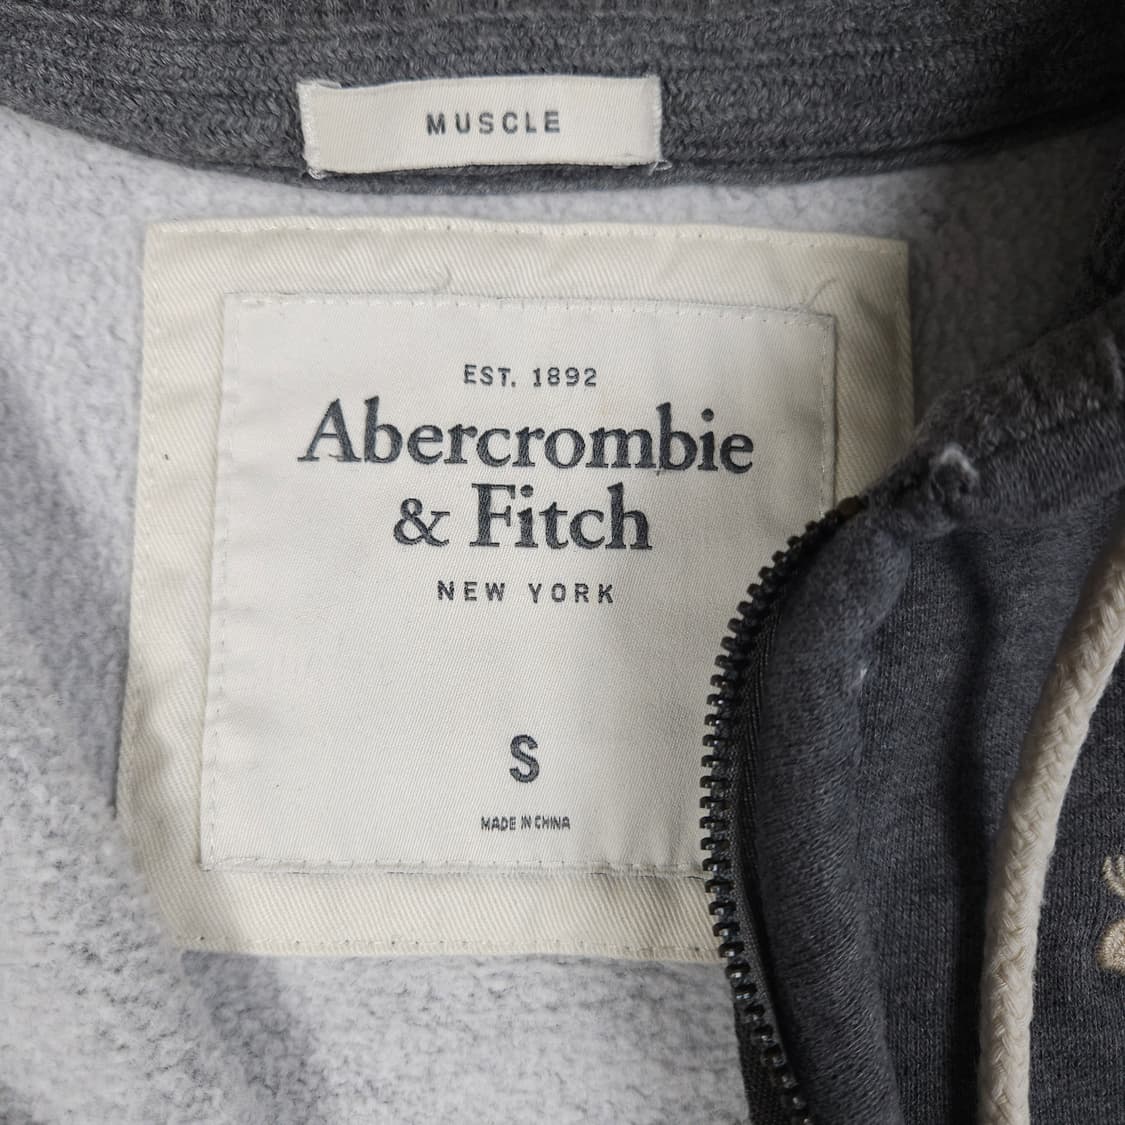 MUSCLE
EST. 1892
Abercrombie
& Fitch
NEW YORK
S
MADE IN CHINA